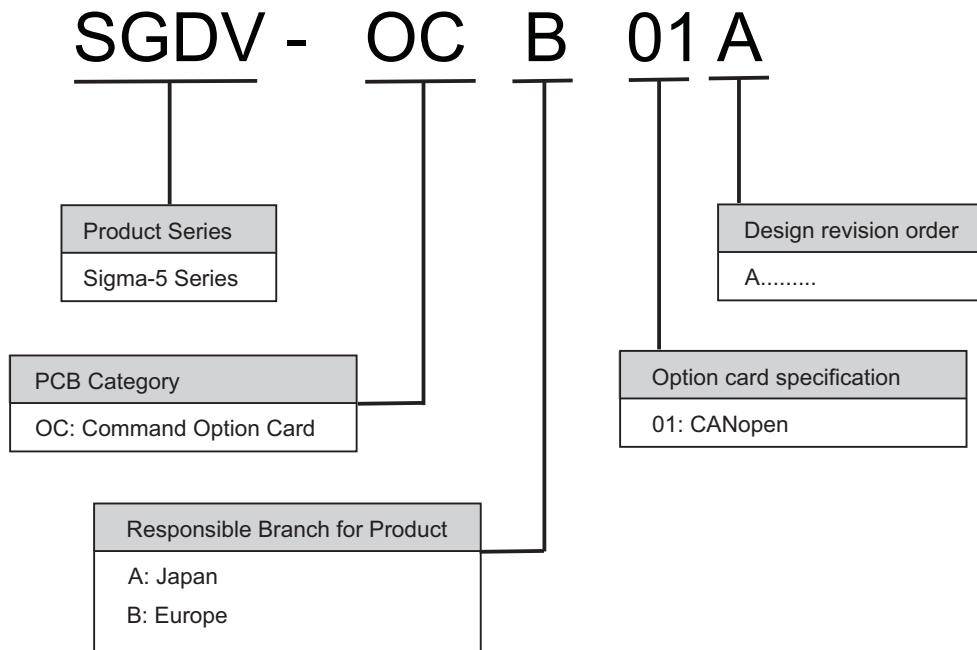 SGDV - OC B 01 A
Product Series
Sigma-5 Series
Design revision order
A.........
PCB Category
OC: Command Option Card
Option card specification
01: CANopen
Responsible Branch for Product
A: Japan
B: Europe